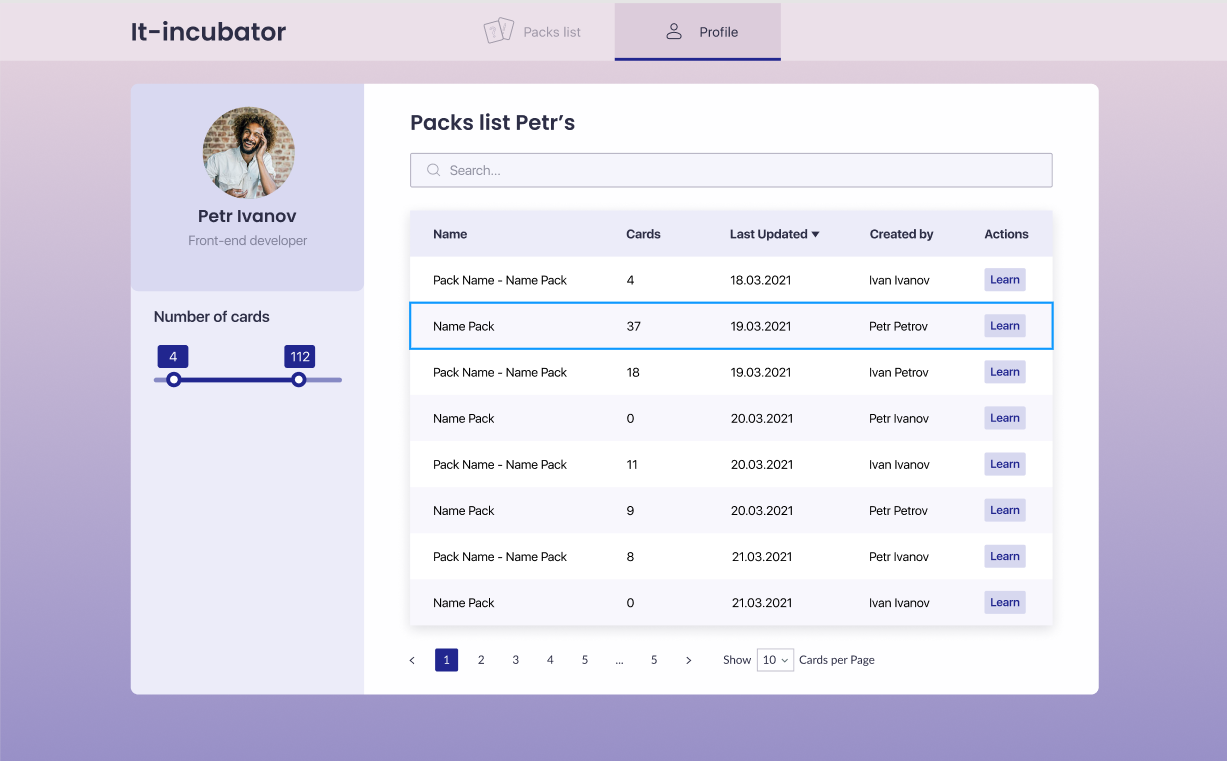 It-incubator
Packs list
Profile
Petr Ivanov
Front-end developer
Number of cards
4 112
Packs list Petr’s
Search...
Name Cards Last Updated Created by Actions
Pack Name - Name Pack 4 18.03.2021 Ivan Ivanov Learn
Name Pack 37 19.03.2021 Petr Petrov Learn
Pack Name - Name Pack 18 19.03.2021 Ivan Petrov Learn
Name Pack 0 20.03.2021 Petr Ivanov Learn
Pack Name - Name Pack 11 20.03.2021 Ivan Ivanov Learn
Name Pack 9 20.03.2021 Petr Petrov Learn
Pack Name - Name Pack 8 21.03.2021 Petr Ivanov Learn
Name Pack 0 21.03.2021 Ivan Ivanov Learn
1 2 3 4 5 ... 5 Show 10 Cards per Page